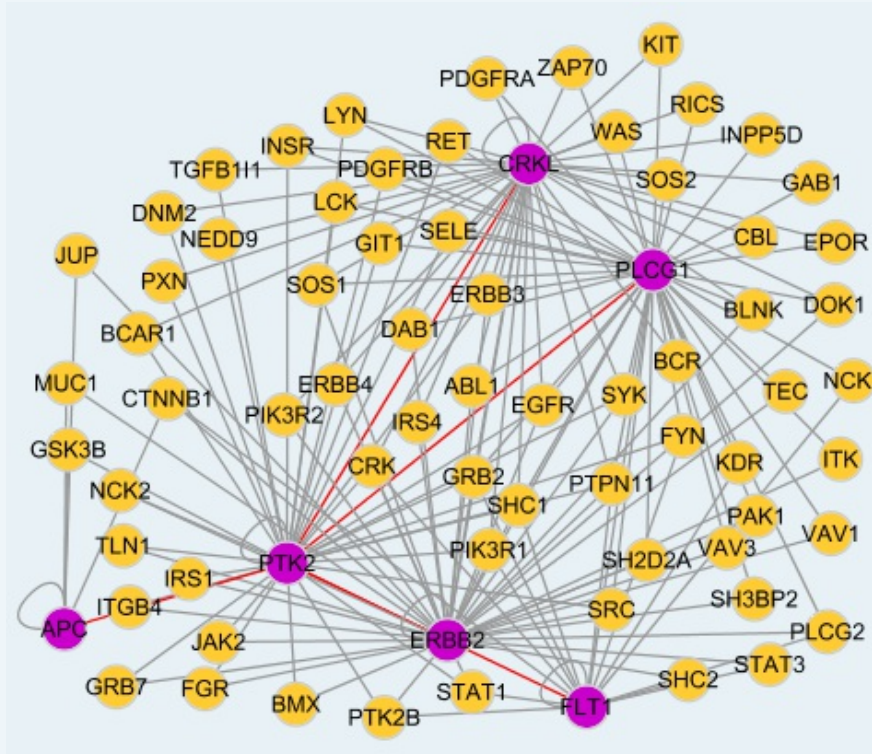 KIT
PDGFRA
ZAP70
RICS
LYN
RET
WAS
INPP5D
INSR
TGFB1I1
PDGFRB
CRKL
SOS2
GAB1
DNM2
LCK
NEDD9
GIT1
SELE
CBL
EPOR
JUP
PXN
SOS1
ERBB3
PLCG1
BLNK
DOK1
BCAR1
DAB1
BCR
MUC1
CTNNB1
ERBB4
ABL1
EGFR
SYK
TEC
NCK
PIK3R2
IRS4
FYN
GSK3B
CRK
KDR
ITK
NCK2
GRB2
PTPN11
SHC1
PAK1
TLN1
PTK2
PIK3R1
SH2D2A
VAV3
VAV1
IRS1
ITGB4
SRC
SH3BP2
APC
JAK2
ERBB2
PLCG2
STAT3
GRB7
FGR
BMX
PTK2B
STAT1
FLT1
SHC2